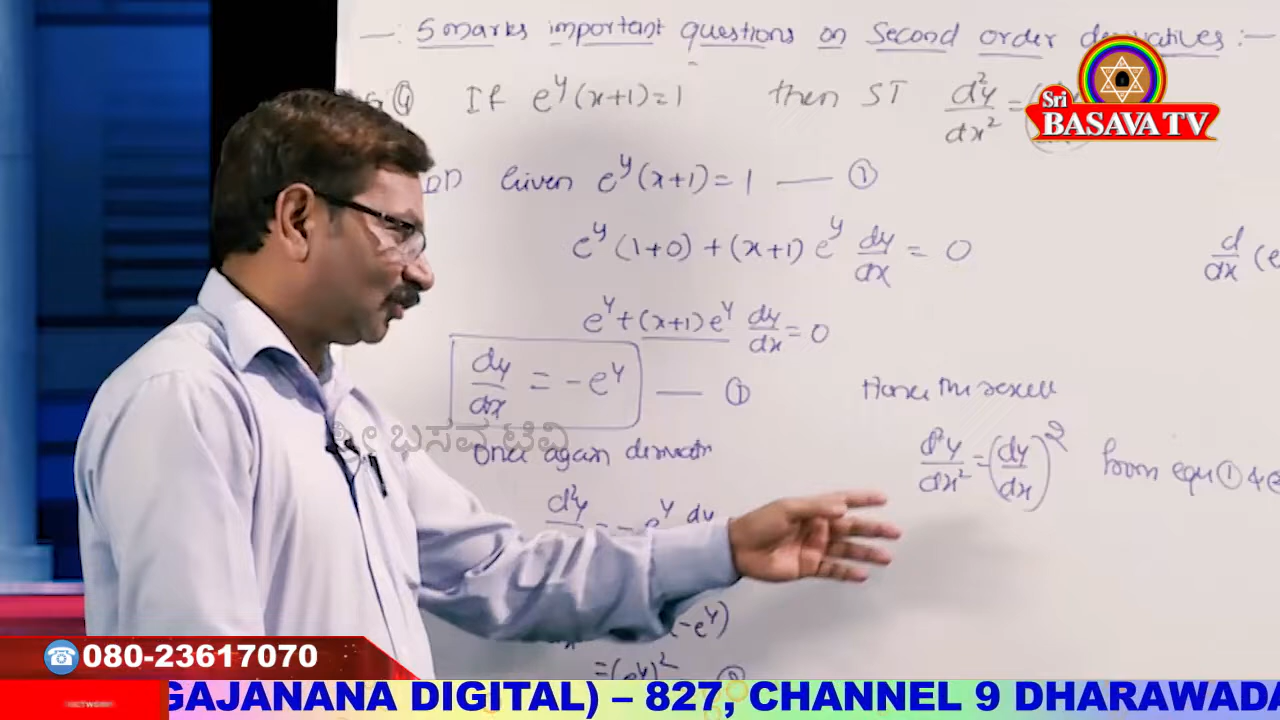 —: 5 marks important questions on Second order derivatives :—
If e^y (x+1) = 1 then ST d²y/dx² =
Sri
BASAVA TV
Given e^y (x+1) = 1 —— ①
e^y (1+0) + (x+1) e^y dy/dx = 0
d/dx (e
e^y + (x+1) e^y dy/dx = 0
dy/dx = -e^y —— ①
Hence the result
ಶ್ರೀ ಬಸವ ಟಿವಿ
once again
d²y/dx² = (dy/dx)² from equ ① &
d²y = - e^y dy
(-e^y)
= (e^y)²
080-23617070
GAJANANA DIGITAL) – 827, CHANNEL 9 DHARAWADA